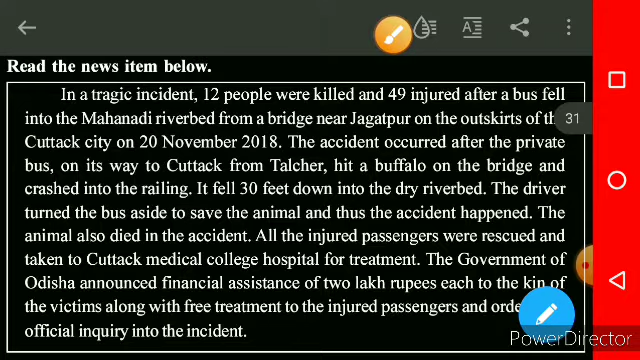 Read the news item below.
In a tragic incident, 12 people were killed and 49 injured after a bus fell
into the Mahanadi riverbed from a bridge near Jagatpur on the outskirts of th
31
Cuttack city on 20 November 2018. The accident occurred after the private
bus, on its way to Cuttack from Talcher, hit a buffalo on the bridge and
crashed into the railing. It fell 30 feet down into the dry riverbed. The driver
turned the bus aside to save the animal and thus the accident happened. The
animal also died in the accident. All the injured passengers were rescued and
taken to Cuttack medical college hospital for treatment. The Government of
Odisha announced financial assistance of two lakh rupees each to the kin of
the victims along with free treatment to the injured passengers and orde
official inquiry into the incident.
PowerDirector